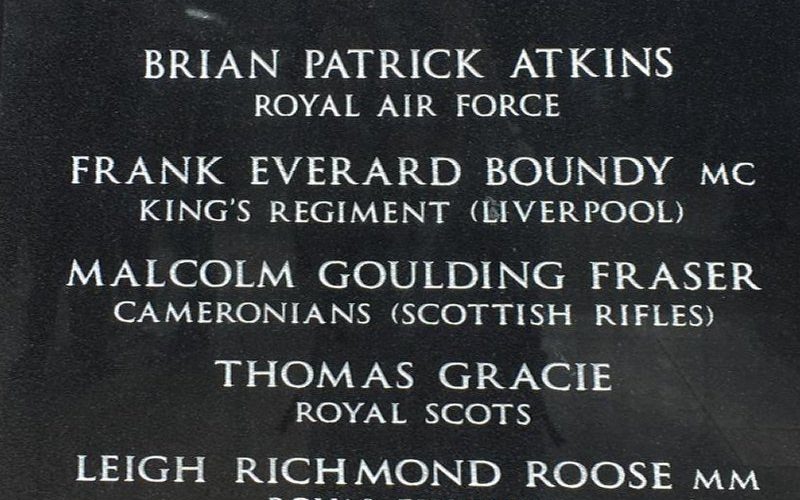 BRIAN PATRICK ATKINS
ROYAL AIR FORCE
FRANK EVERARD BOUNDY MC
KING'S REGIMENT (LIVERPOOL)
MALCOLM GOULDING FRASER
CAMERONIANS (SCOTTISH RIFLES)
THOMAS GRACIE
ROYAL SCOTS
LEIGH RICHMOND ROOSE MM